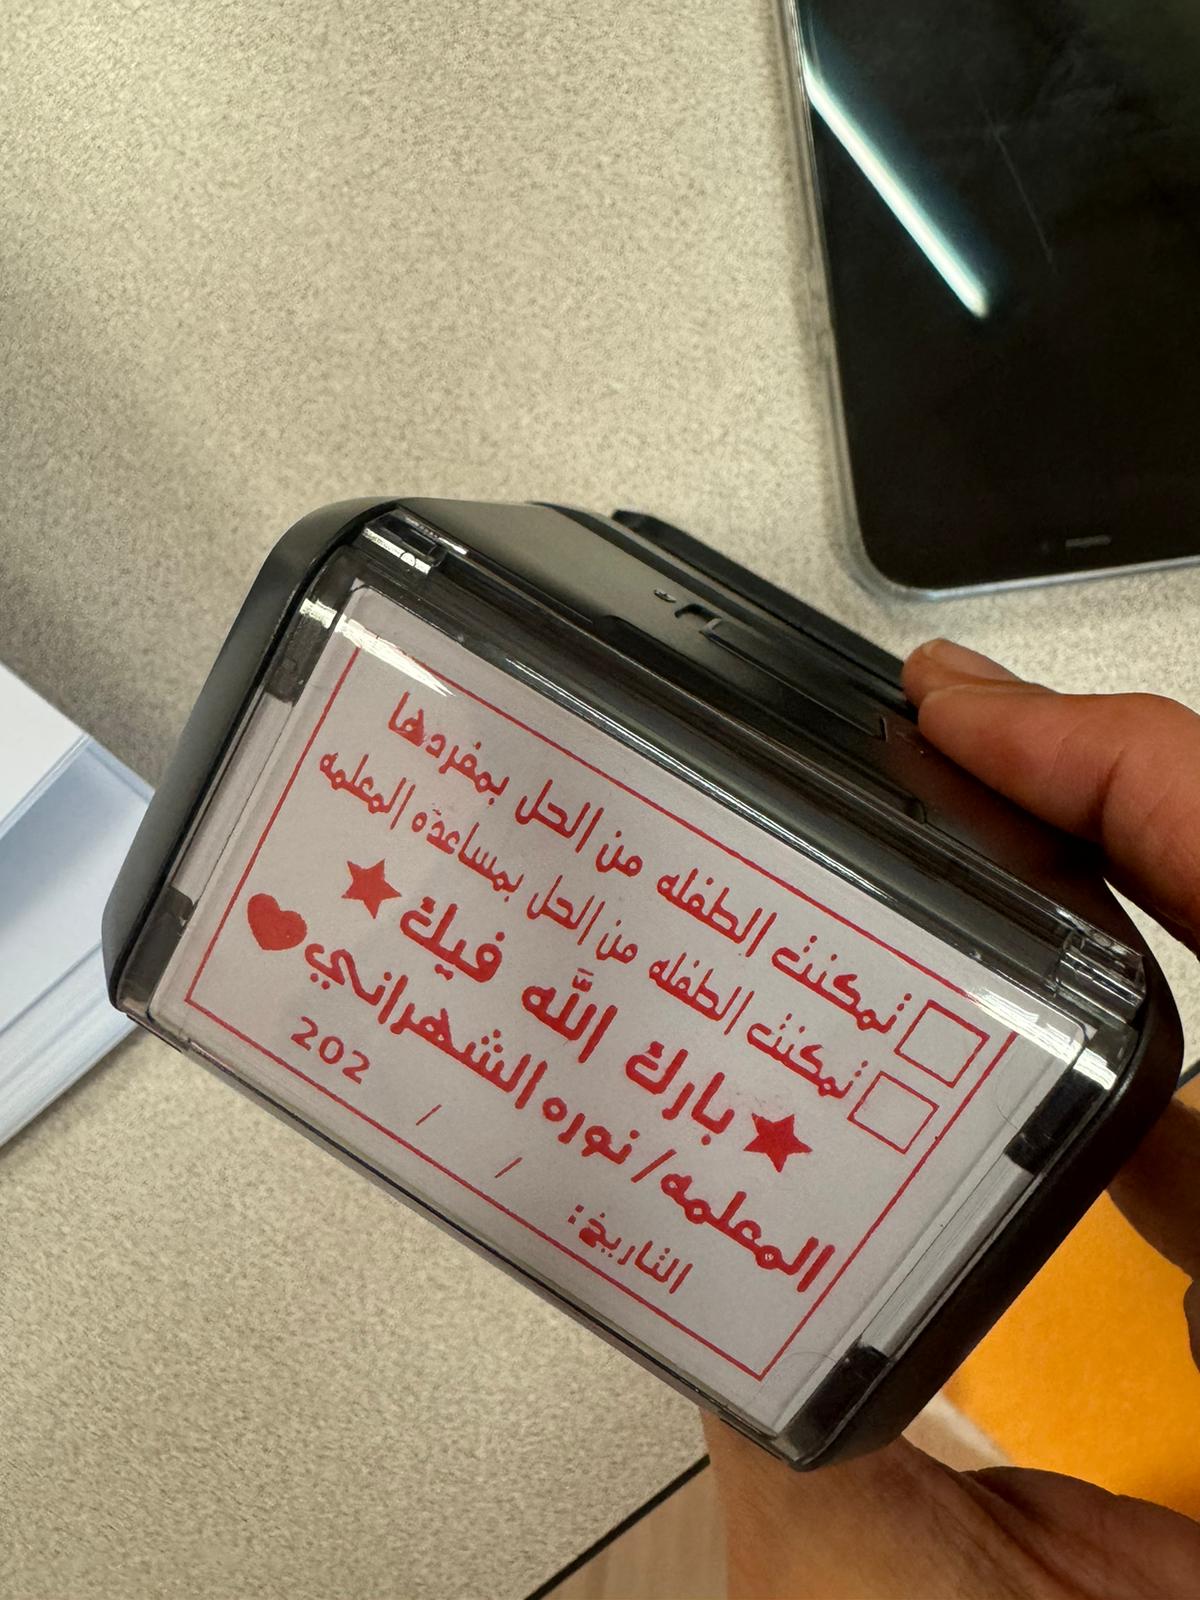 تمكنت الطفله من الحل بمفردها
تمكنت الطفله من الحل بمساعدة المعلمه
بارك الله فيك
المعلمه/ نوره الشهراني
التاريخ: / / 202